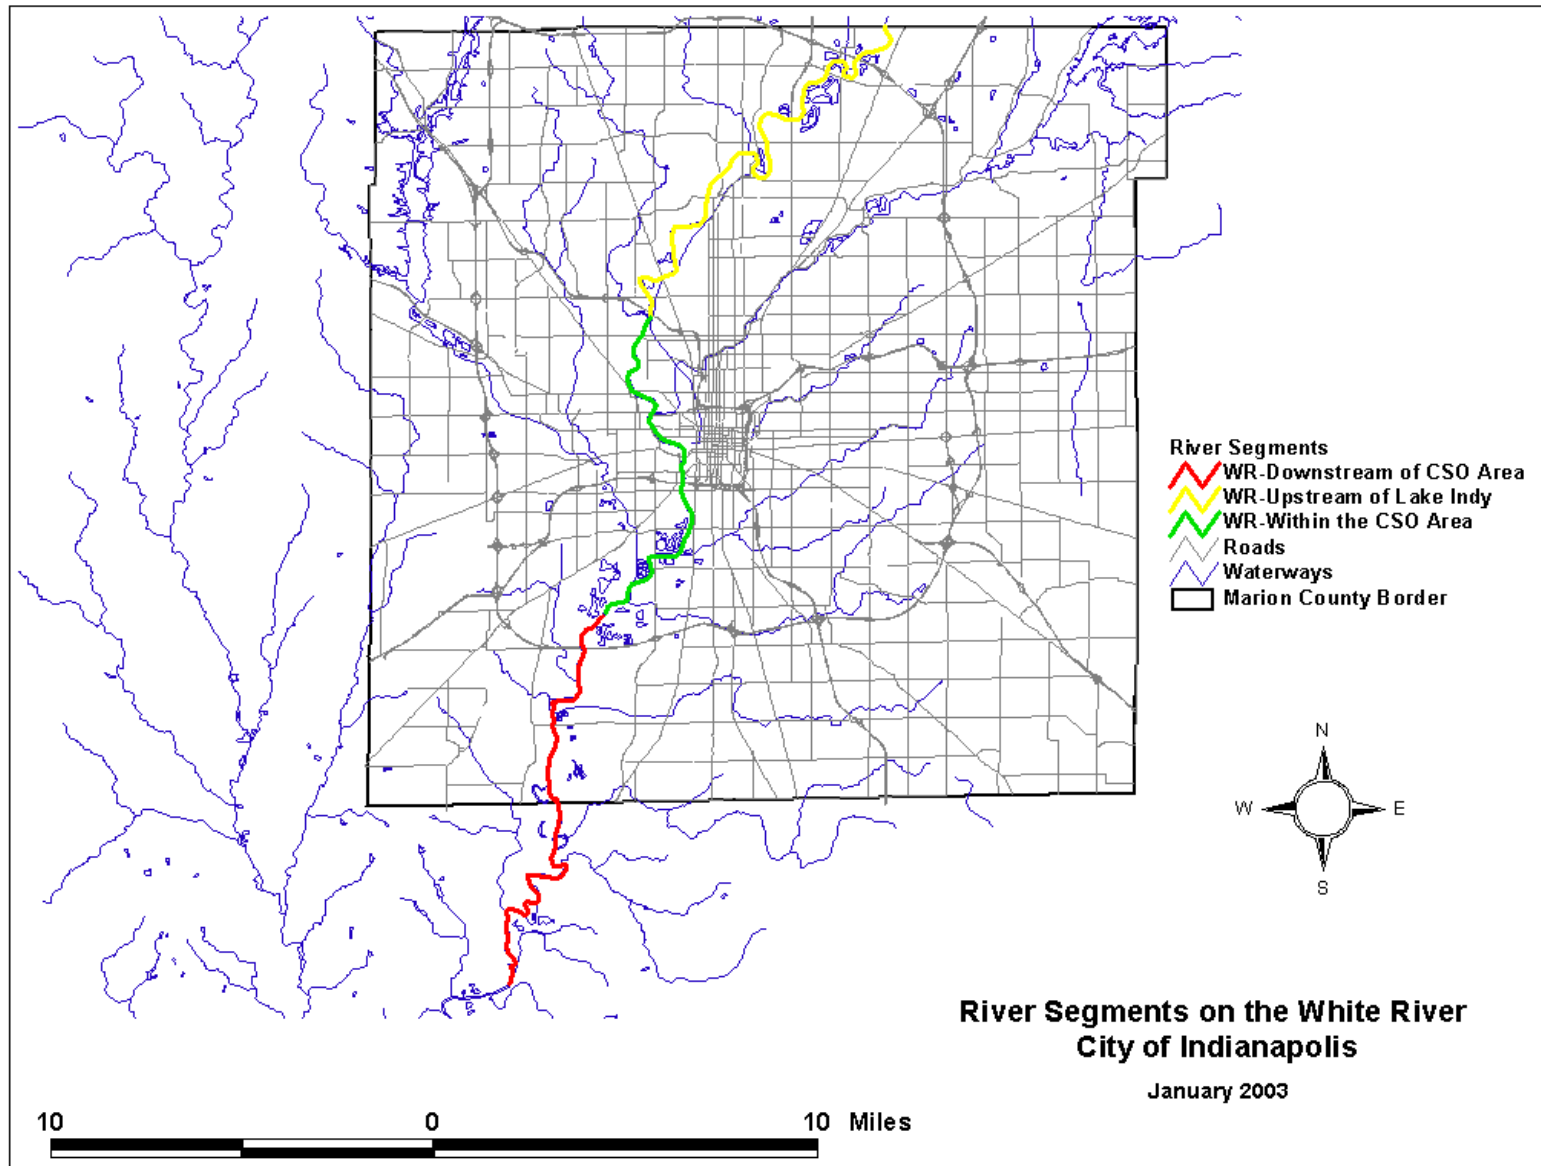 River Segments
WR-Downstream of CSO Area
WR-Upstream of Lake Indy
WR-Within the CSO Area
Roads
Waterways
Marion County Border
N
W
E
S
River Segments on the White River
City of Indianapolis
January 2003
10 0 10 Miles